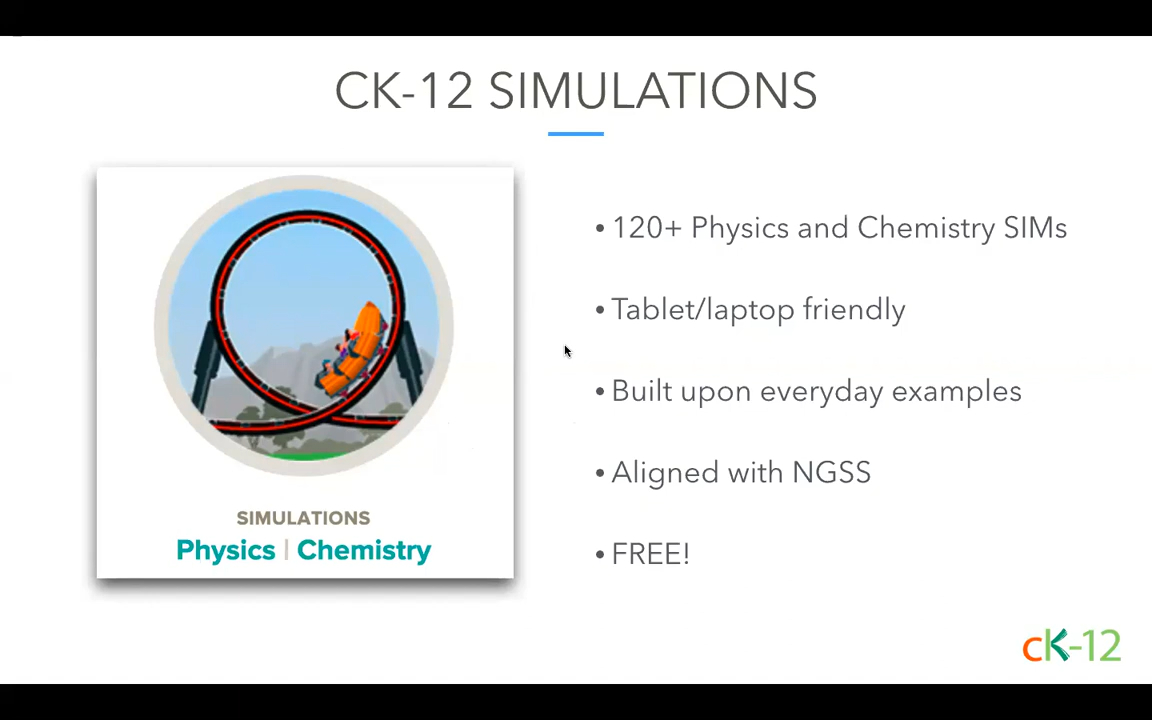 CK-12 SIMULATIONS
• 120+ Physics and Chemistry SIMs
• Tablet/laptop friendly
• Built upon everyday examples
• Aligned with NGSS
• FREE!
SIMULATIONS
Physics | Chemistry
cK-12